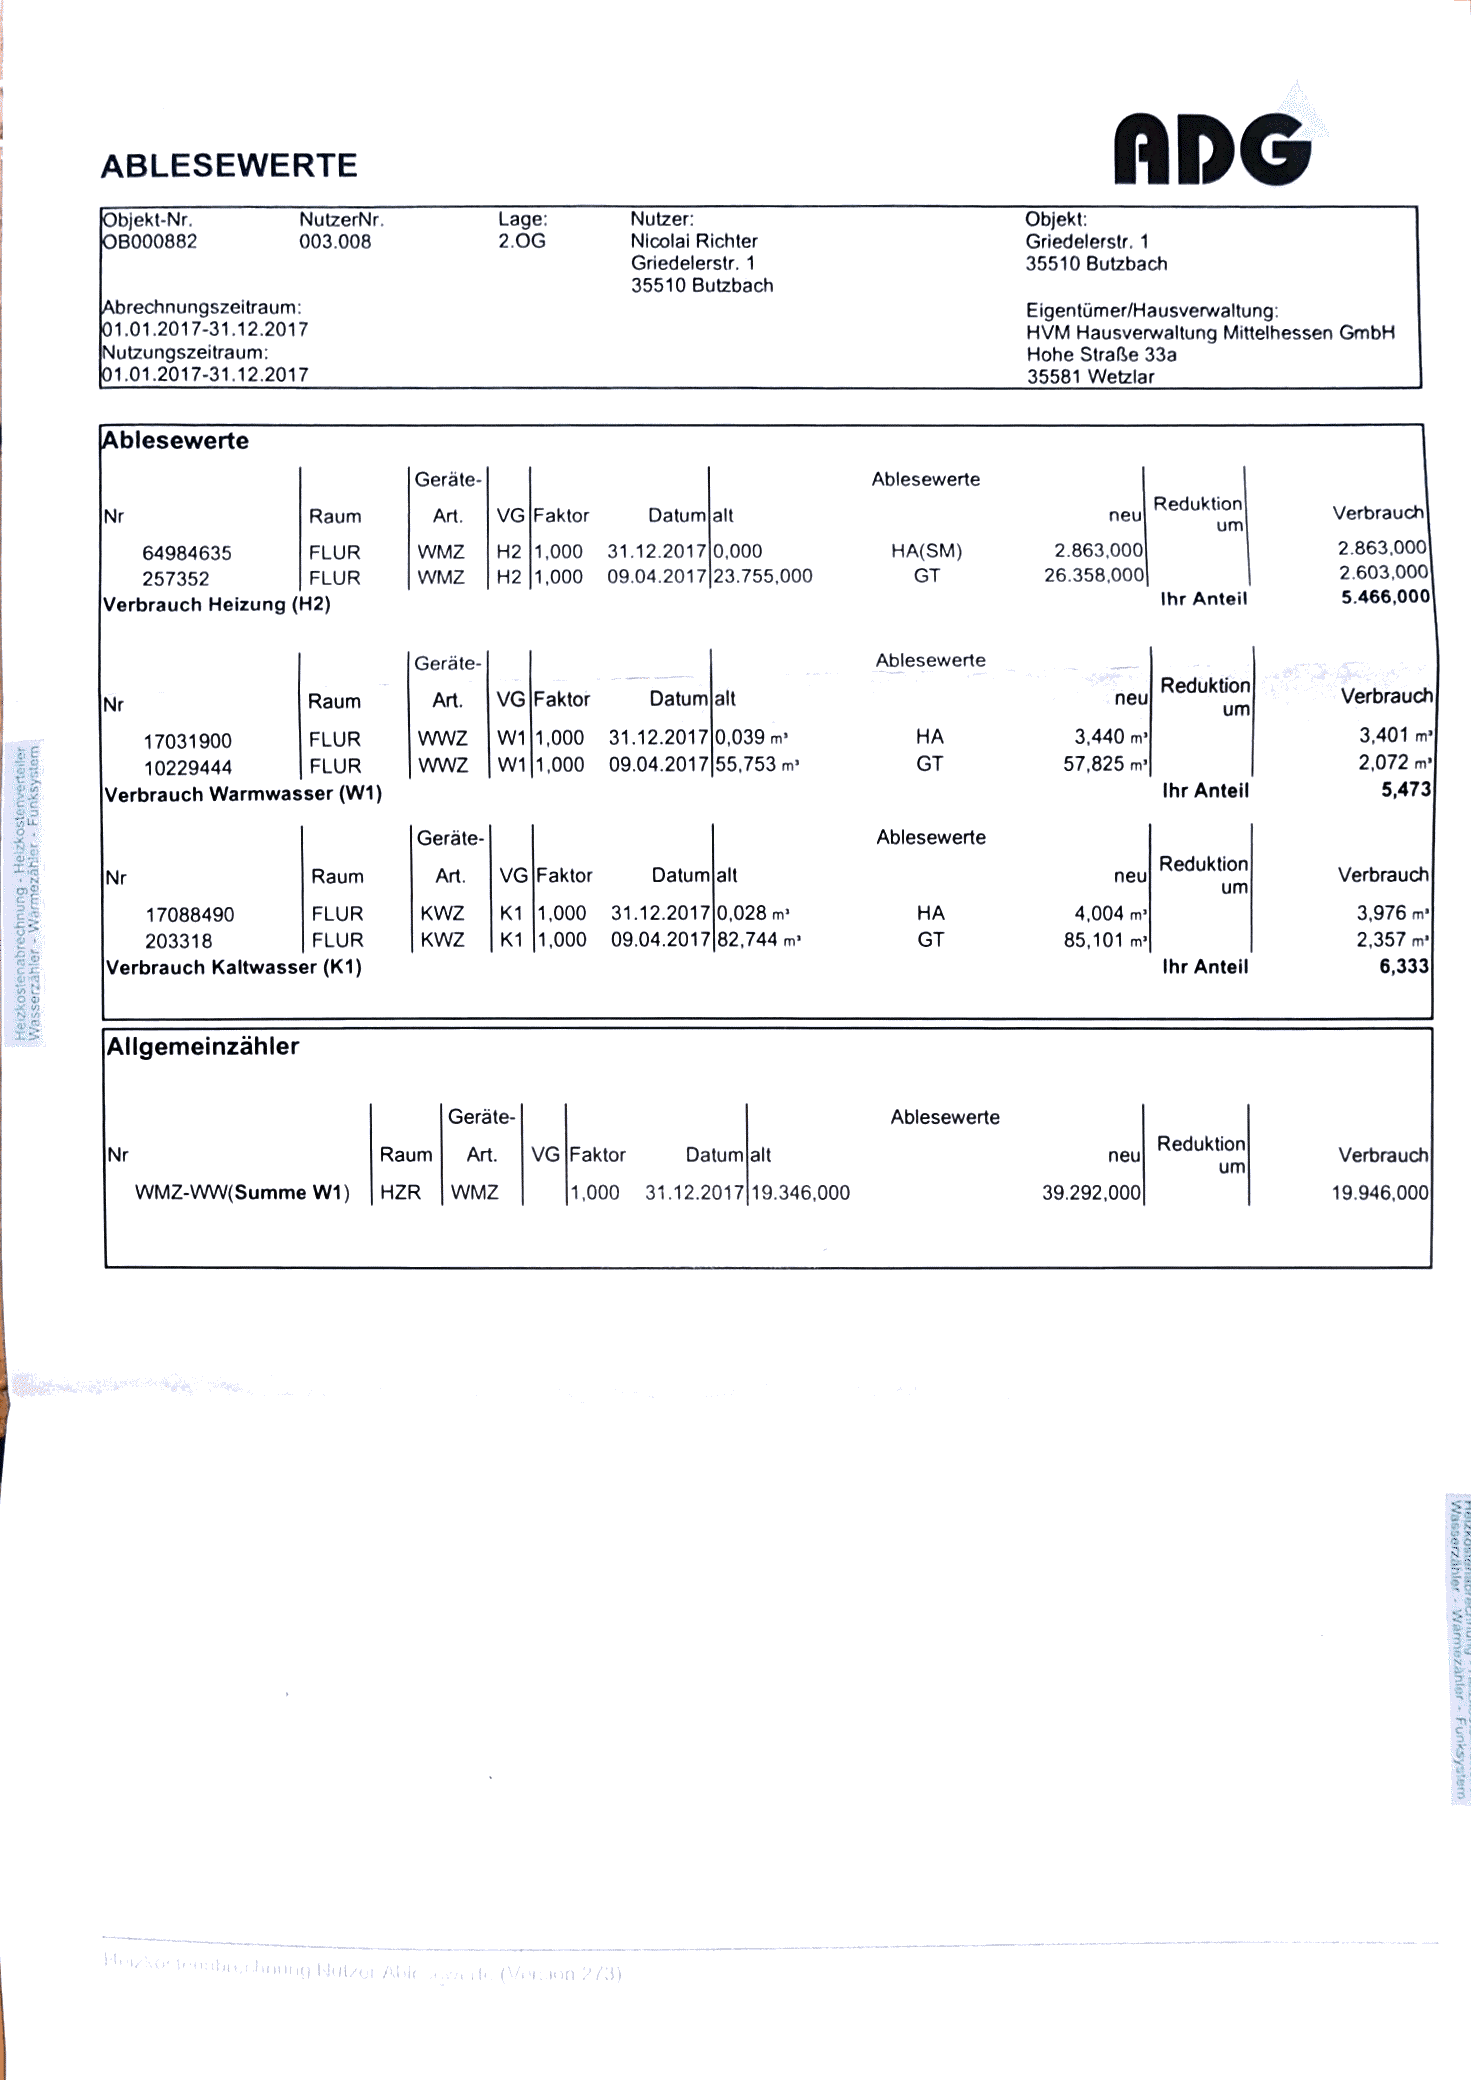 ADG
ABLESEWERTE
Objekt-Nr. NutzerNr. Lage: Nutzer: Objekt:
OB000882 003.008 2.OG Nicolai Richter Griedelerstr. 1
Griedelerstr. 1 35510 Butzbach
35510 Butzbach
Abrechnungszeitraum: Eigentümer/Hausverwaltung:
01.01.2017-31.12.2017 HVM Hausverwaltung Mittelhessen GmbH
Nutzungszeitraum: Hohe Straße 33a
01.01.2017-31.12.2017 35581 Wetzlar
Ablesewerte
Geräte- Ablesewerte
Nr Raum Art. VG Faktor Datum alt neu Reduktion um Verbrauch
64984635 FLUR WMZ H2 1,000 31.12.2017 0,000 HA(SM) 2.863,000 2.863,000
257352 FLUR WMZ H2 1,000 09.04.2017 23.755,000 GT 26.358,000 2.603,000
Verbrauch Heizung (H2) Ihr Anteil 5.466,000
Geräte- Ablesewerte
Nr Raum Art. VG Faktor Datum alt neu Reduktion um Verbrauch
17031900 FLUR WWZ W1 1,000 31.12.2017 0,039 m³ HA 3,440 m³ 3,401 m³
10229444 FLUR WWZ W1 1,000 09.04.2017 55,753 m³ GT 57,825 m³ 2,072 m³
Verbrauch Warmwasser (W1) Ihr Anteil 5,473
Geräte- Ablesewerte
Nr Raum Art. VG Faktor Datum alt neu Reduktion um Verbrauch
17088490 FLUR KWZ K1 1,000 31.12.2017 0,028 m³ HA 4,004 m³ 3,976 m³
203318 FLUR KWZ K1 1,000 09.04.2017 82,744 m³ GT 85,101 m³ 2,357 m³
Verbrauch Kaltwasser (K1) Ihr Anteil 6,333
Allgemeinzähler
Geräte- Ablesewerte
Nr Raum Art. VG Faktor Datum alt neu Reduktion um Verbrauch
WMZ-WW(Summe W1) HZR WMZ 1,000 31.12.2017 19.346,000 39.292,000 19.946,000
Heizkostenabrechnung - Heizkostenverteiler
Wasserzähler - Wärmezähler - Funksystem
Wasserzähler - Wärmezähler - Funksystem
Heizkostenabrechnung Nutzer Ablesewerte (Version 273)